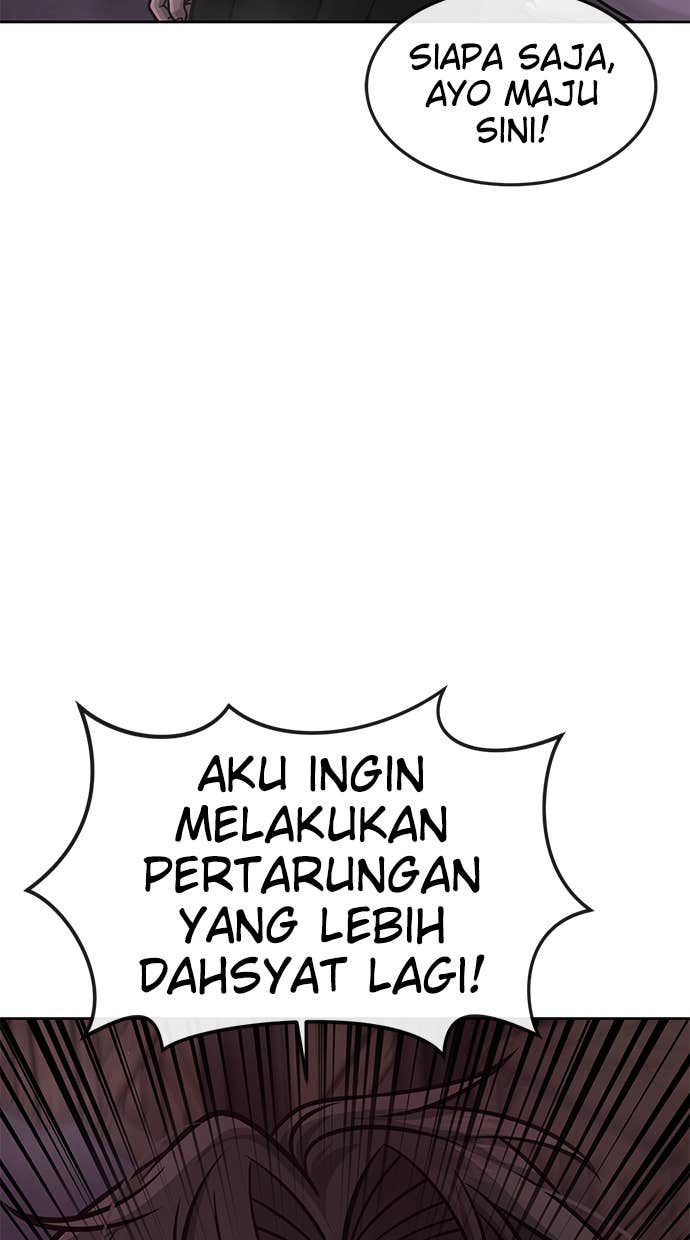 SIAPA SAJA,
AYO MAJU
SINI!
AKU INGIN
MELAKUKAN
PERTARUNGAN
YANG LEBIH
DAHSYAT LAGI!